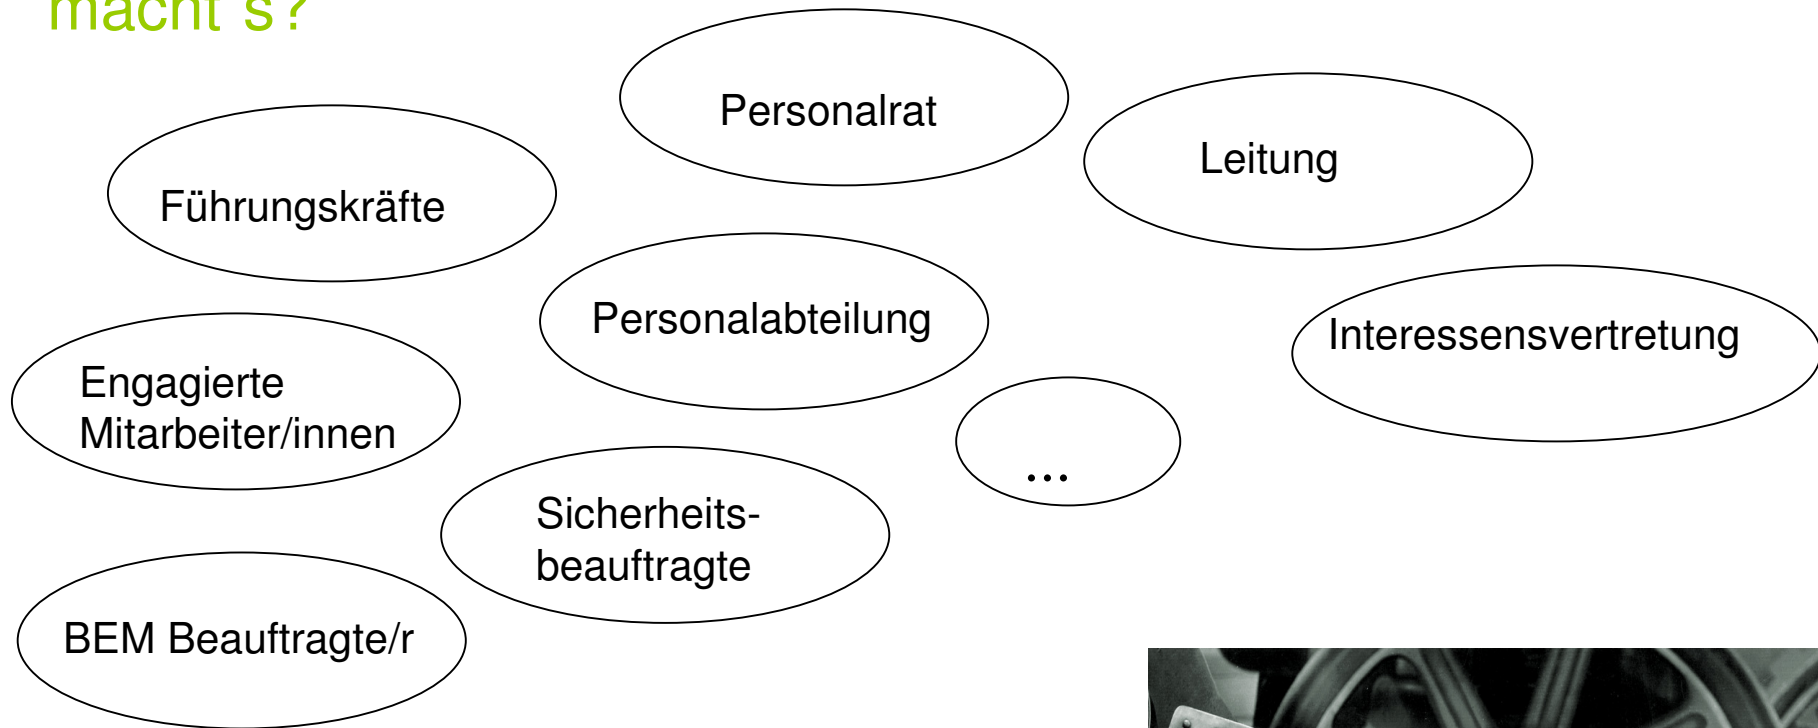 macht's?
Personalrat
Leitung
Führungskräfte
Personalabteilung
Interessensvertretung
Engagierte
Mitarbeiter/innen
...
Sicherheits-
beauftragte
BEM Beauftragte/r